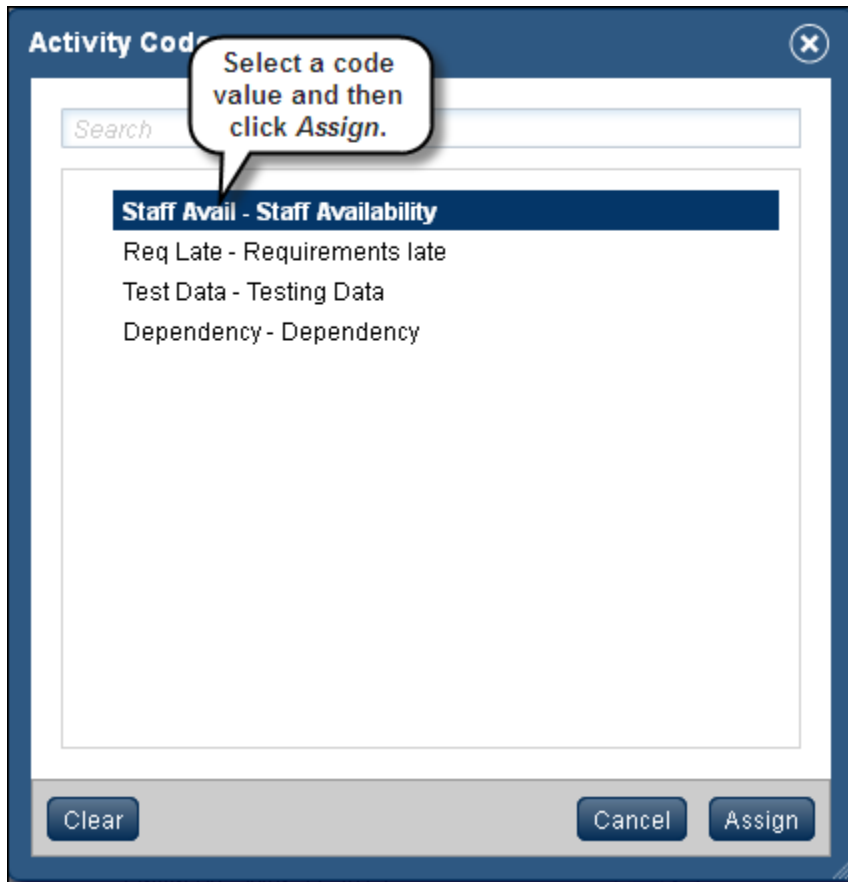 Activity Code
Select a code
value and then
click Assign.
Search
Staff Avail - Staff Availability
Req Late - Requirements late
Test Data - Testing Data
Dependency - Dependency
Clear
Cancel
Assign